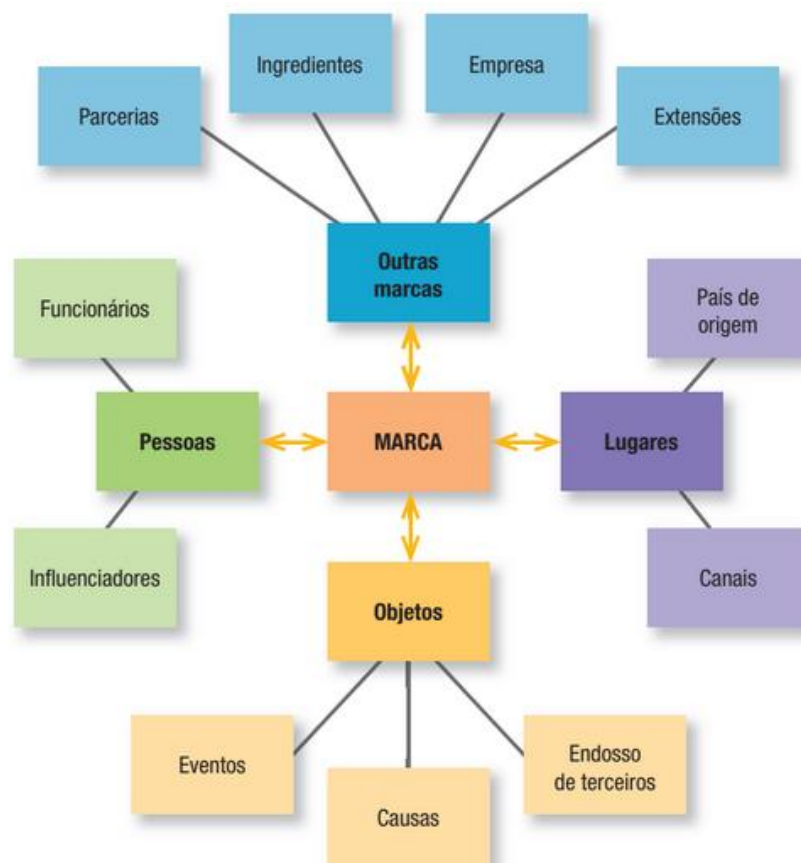 Ingredientes
Empresa
Parcerias
Extensões
Outras
marcas
Funcionários
País de
origem
Pessoas
MARCA
Lugares
Influenciadores
Objetos
Canais
Eventos
Causas
Endosso
de terceiros